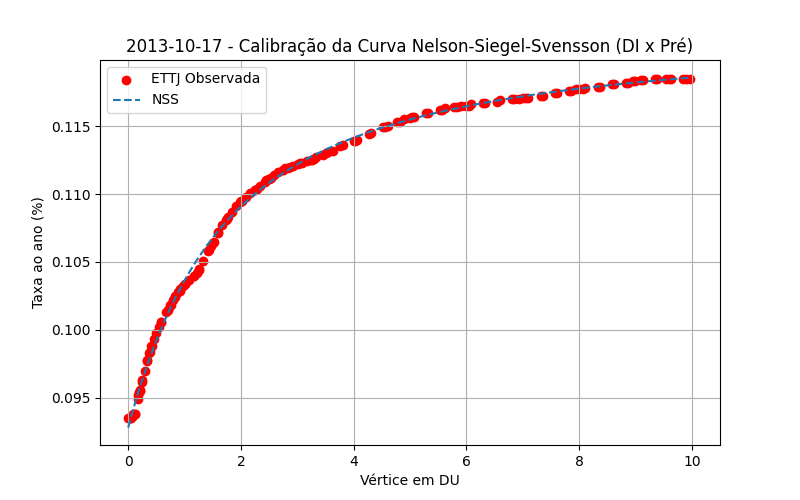 2013-10-17 - Calibração da Curva Nelson-Siegel-Svensson (DI x Pré)
ETTJ Observada
NSS
Taxa ao ano (%)
0.115
0.110
0.105
0.100
0.095
0
2
4
6
8
10
Vértice em DU